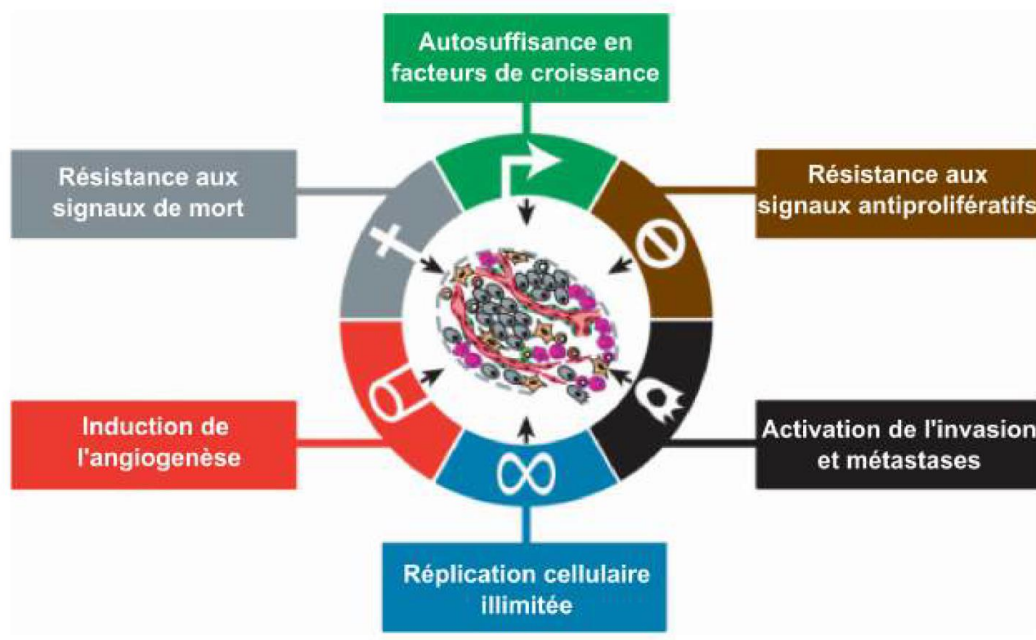 Autosuffisance en
facteurs de croissance
Résistance aux
signaux de mort
Résistance aux
signaux antiprolifératifs
Induction de
l'angiogenèse
Activation de l'invasion
et métastases
Réplication cellulaire
illimitée